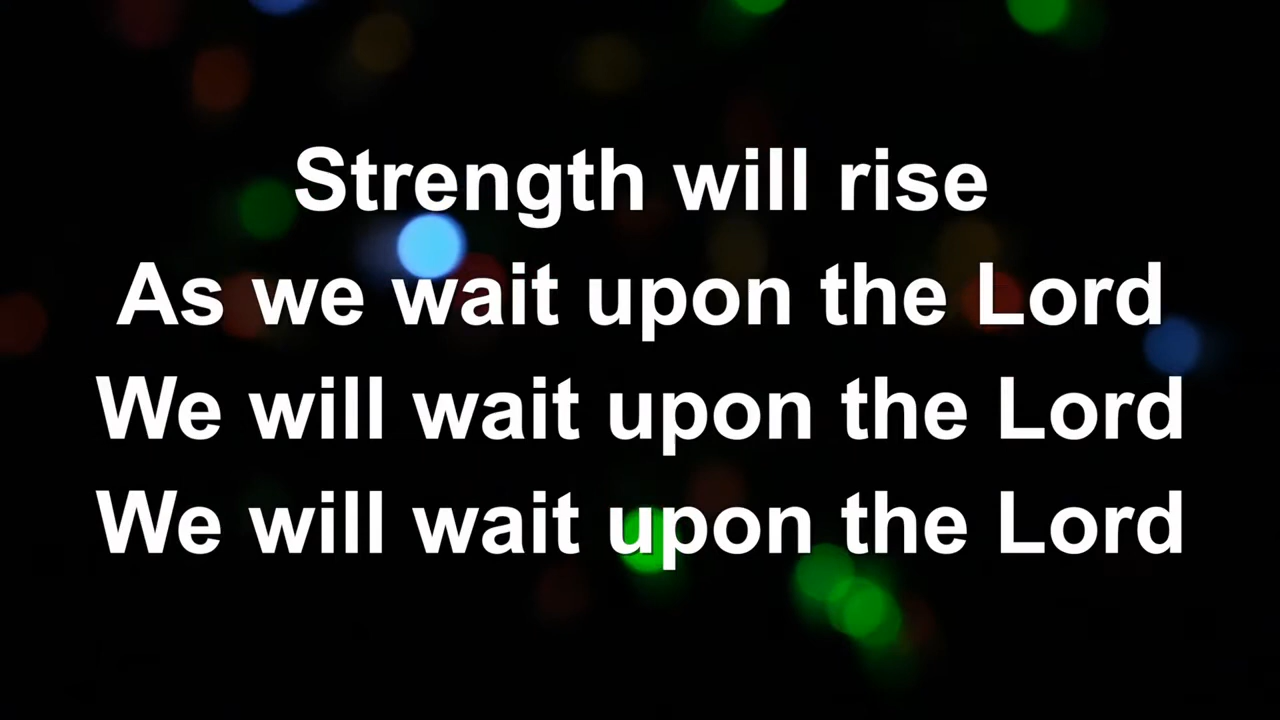 Strength will rise
As we wait upon the Lord
We will wait upon the Lord
We will wait upon the Lord